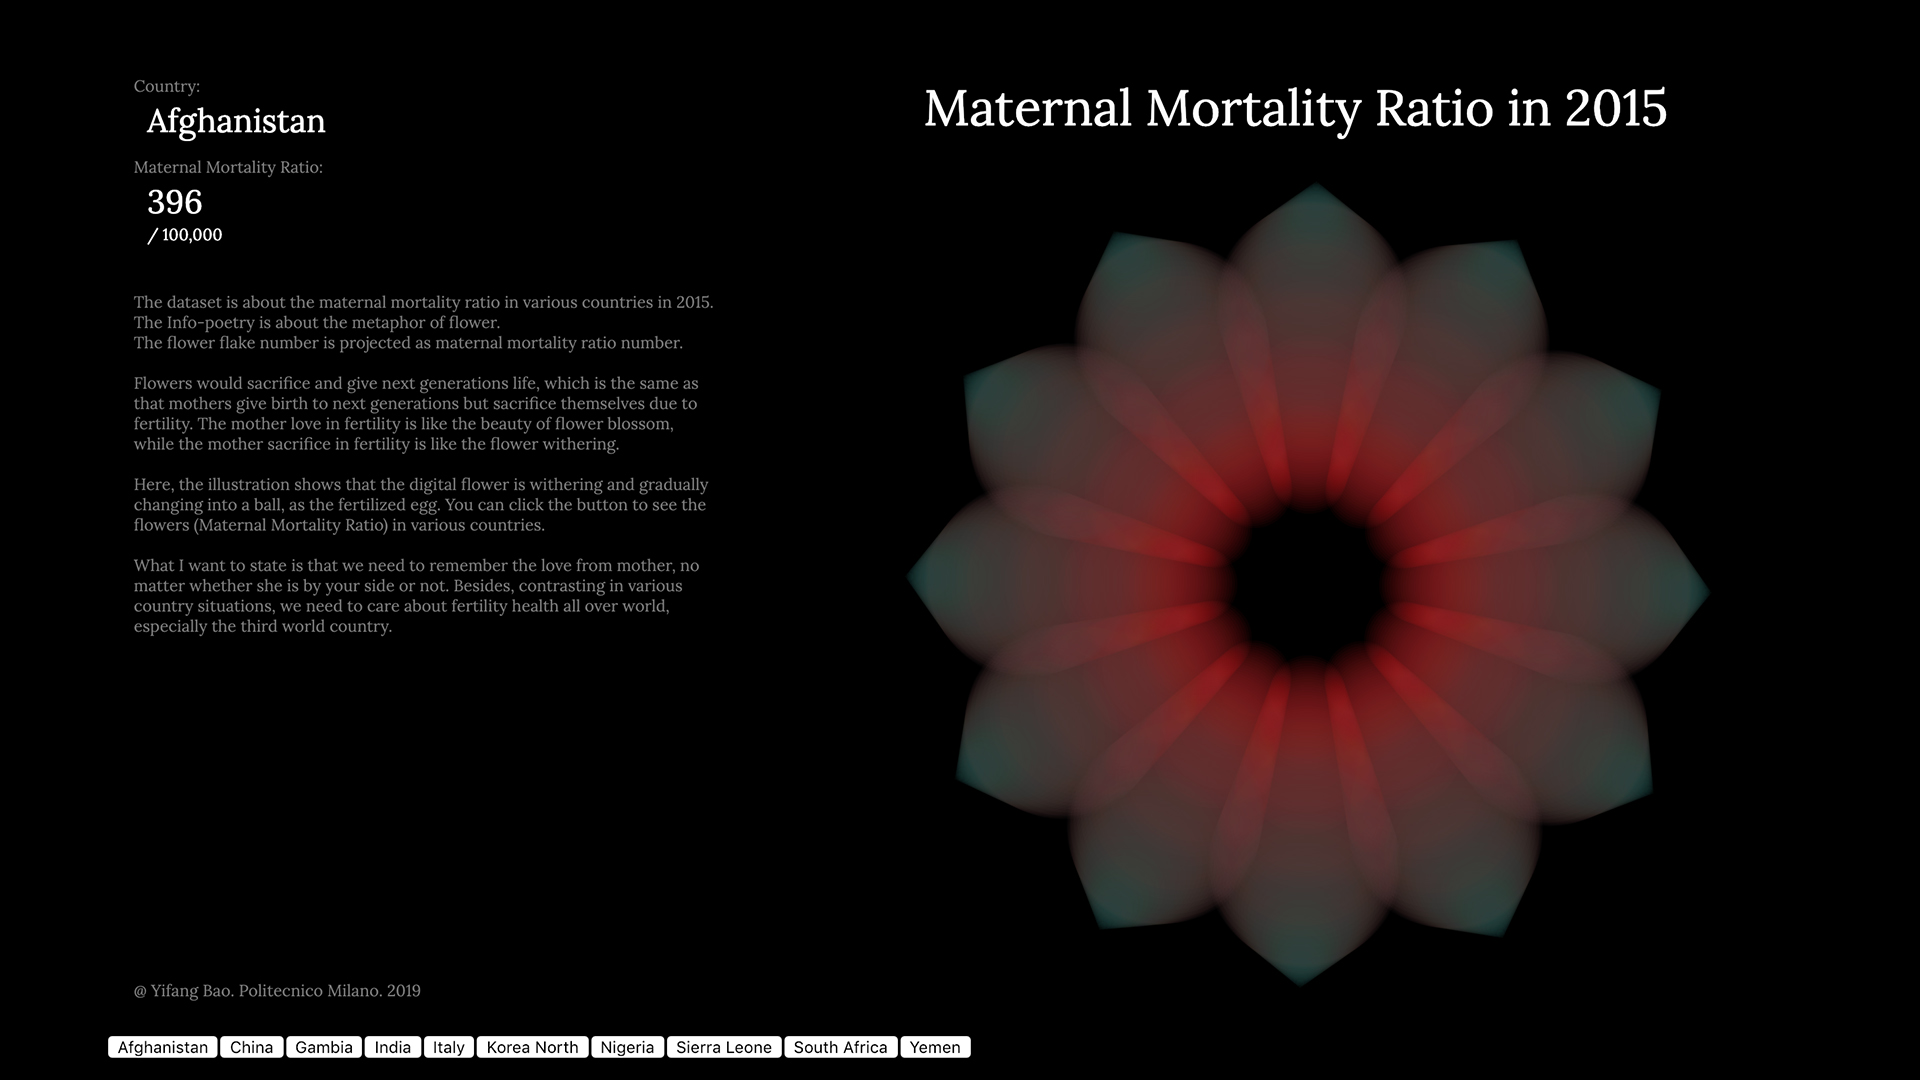 Country:
Afghanistan
Maternal Mortality Ratio:
396
/ 100,000
Maternal Mortality Ratio in 2015
The dataset is about the maternal mortality ratio in various countries in 2015.
The Info-poetry is about the metaphor of flower.
The flower flake number is projected as maternal mortality ratio number.
Flowers would sacrifice and give next generations life, which is the same as
that mothers give birth to next generations but sacrifice themselves due to
fertility. The mother love in fertility is like the beauty of flower blossom,
while the mother sacrifice in fertility is like the flower withering.
Here, the illustration shows that the digital flower is withering and gradually
changing into a ball, as the fertilized egg. You can click the button to see the
flowers (Maternal Mortality Ratio) in various countries.
What I want to state is that we need to remember the love from mother, no
matter whether she is by your side or not. Besides, contrasting in various
country situations, we need to care about fertility health all over world,
especially the third world country.
@ Yifang Bao. Politecnico Milano. 2019
Afghanistan China Gambia India Italy Korea North Nigeria Sierra Leone South Africa Yemen